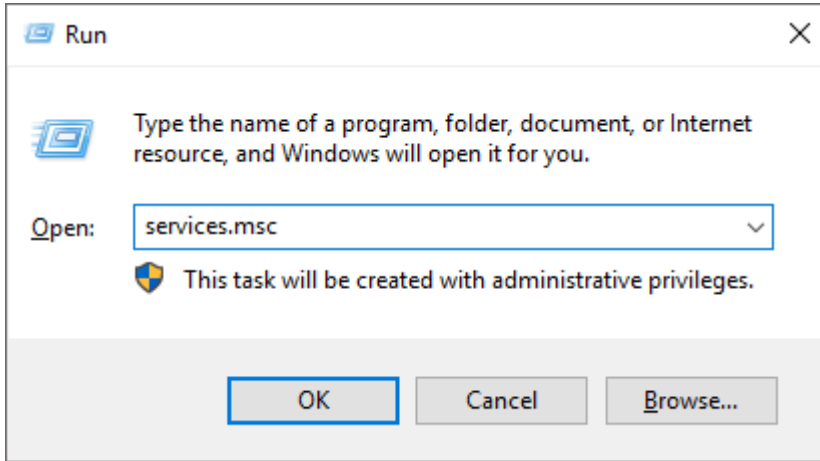 Run
Type the name of a program, folder, document, or Internet
resource, and Windows will open it for you.
Open: services.msc
This task will be created with administrative privileges.
OK Cancel Browse...